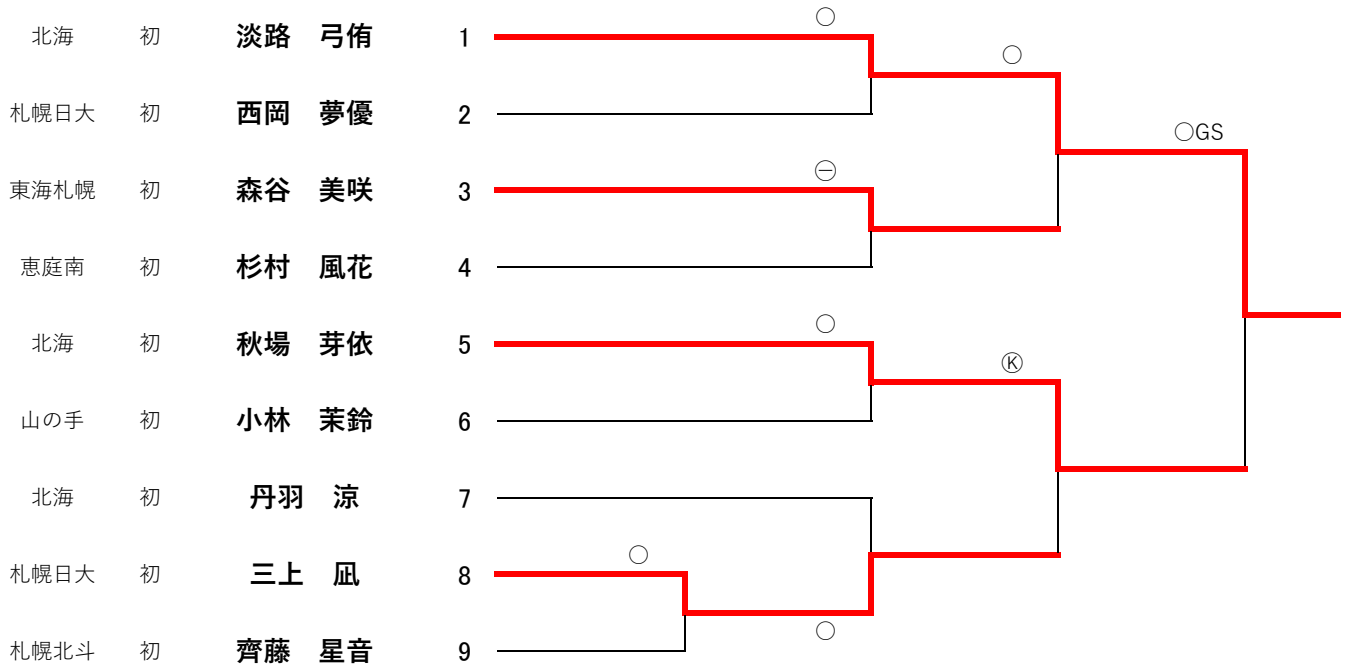 ○
北海 初 淡路 弓侑 1
○
札幌日大 初 西岡 夢優 2
○GS
㊀
東海札幌 初 森谷 美咲 3
恵庭南 初 杉村 風花 4
○
北海 初 秋場 芽依 5
Ⓚ
山の手 初 小林 茉鈴 6
北海 初 丹羽 涼 7
○
札幌日大 初 三上 凪 8
○
札幌北斗 初 齊藤 星音 9